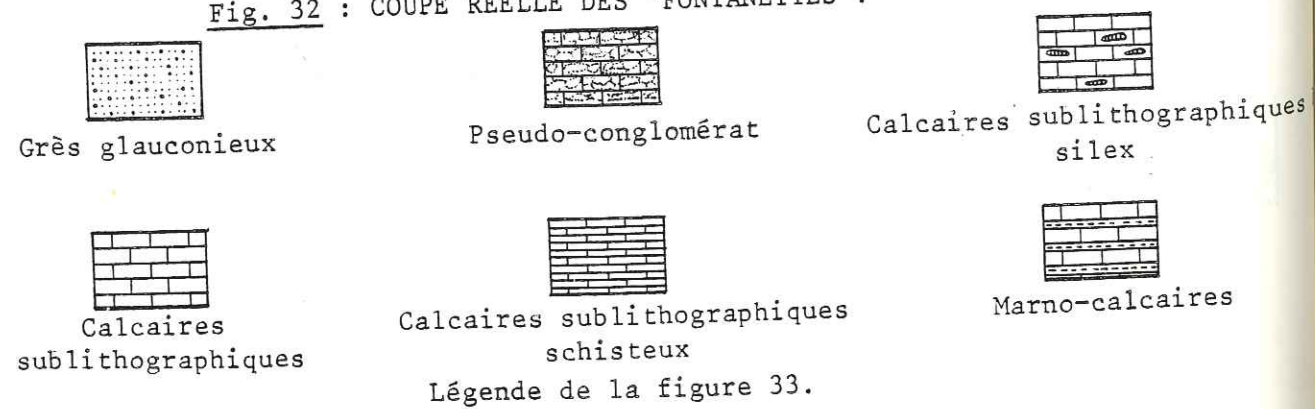 Fig. 32 : COUPE REELLE DES "FONTANETTES".
Grès glauconieux
Pseudo-conglomérat
Calcaires sublithographiques
silex
Calcaires
sublithographiques
Calcaires sublithographiques
schisteux
Marno-calcaires
Légende de la figure 33.